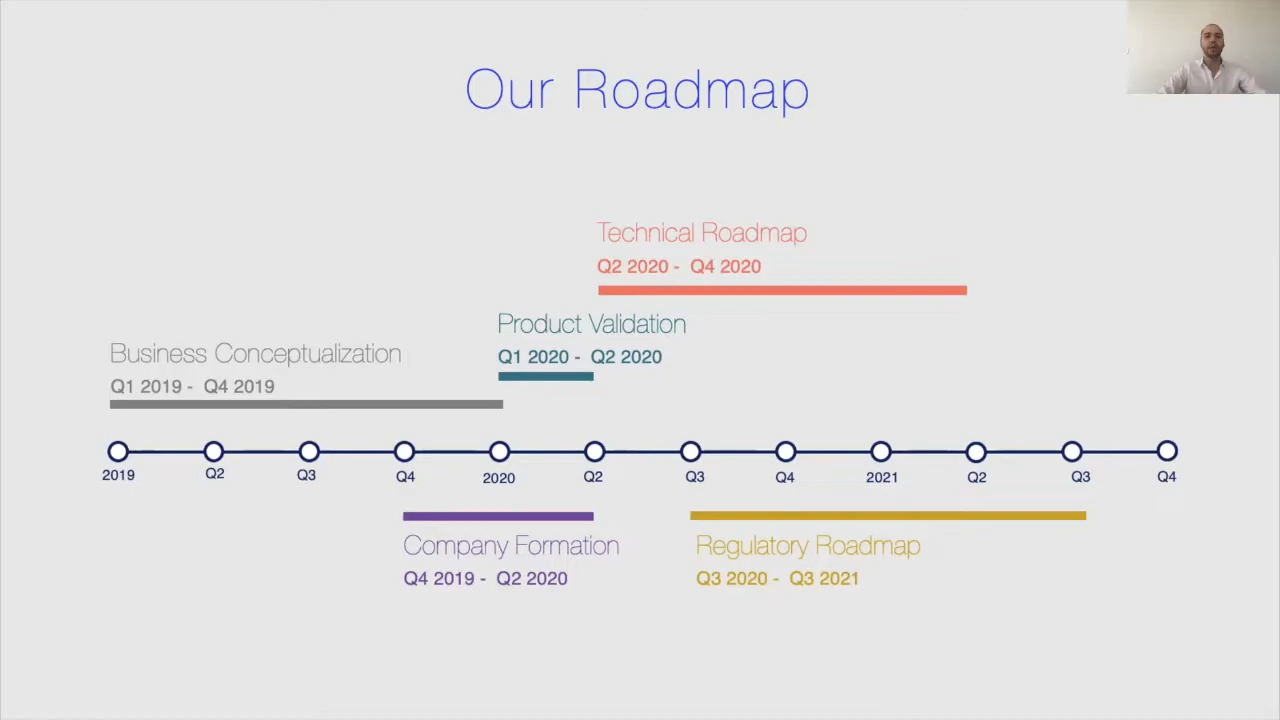 Our Roadmap
Technical Roadmap
Q2 2020 - Q4 2020
Product Validation
Q1 2020 - Q2 2020
Business Conceptualization
Q1 2019 - Q4 2019
2019 Q2 Q3 Q4 2020 Q2 Q3 Q4 2021 Q2 Q3 Q4
Company Formation
Q4 2019 - Q2 2020
Regulatory Roadmap
Q3 2020 - Q3 2021